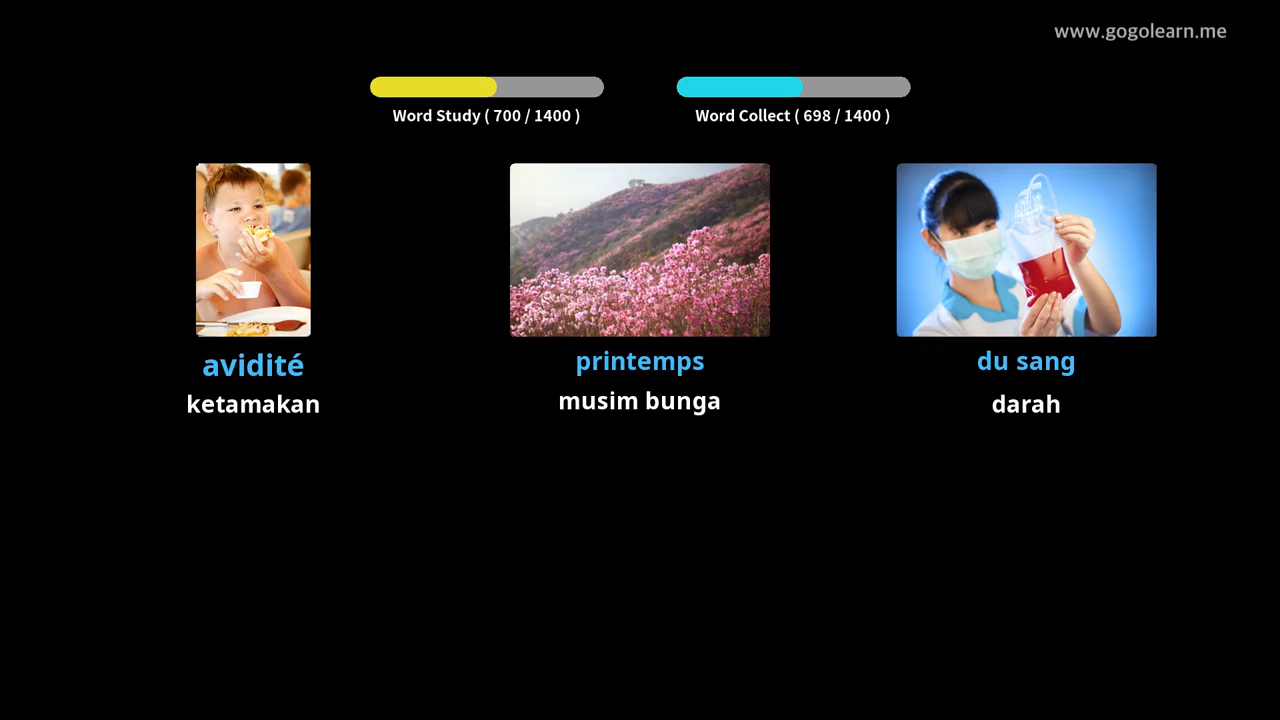 www.gogolearn.me
Word Study ( 700 / 1400 )
Word Collect ( 698 / 1400 )
avidité
ketamakan
printemps
musim bunga
du sang
darah